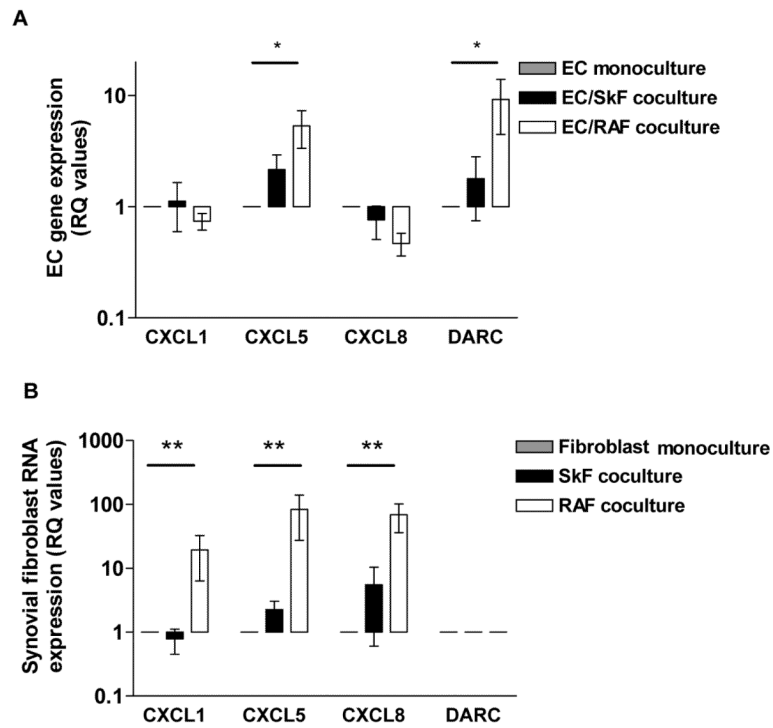 A
EC gene expression
(RQ values)
10
1
0.1
*
*
CXCL1 CXCL5 CXCL8 DARC
EC monoculture
EC/SkF coculture
EC/RAF coculture
B
Synovial fibroblast RNA
expression (RQ values)
1000
100
10
1
0.1
**
**
**
CXCL1 CXCL5 CXCL8 DARC
Fibroblast monoculture
SkF coculture
RAF coculture